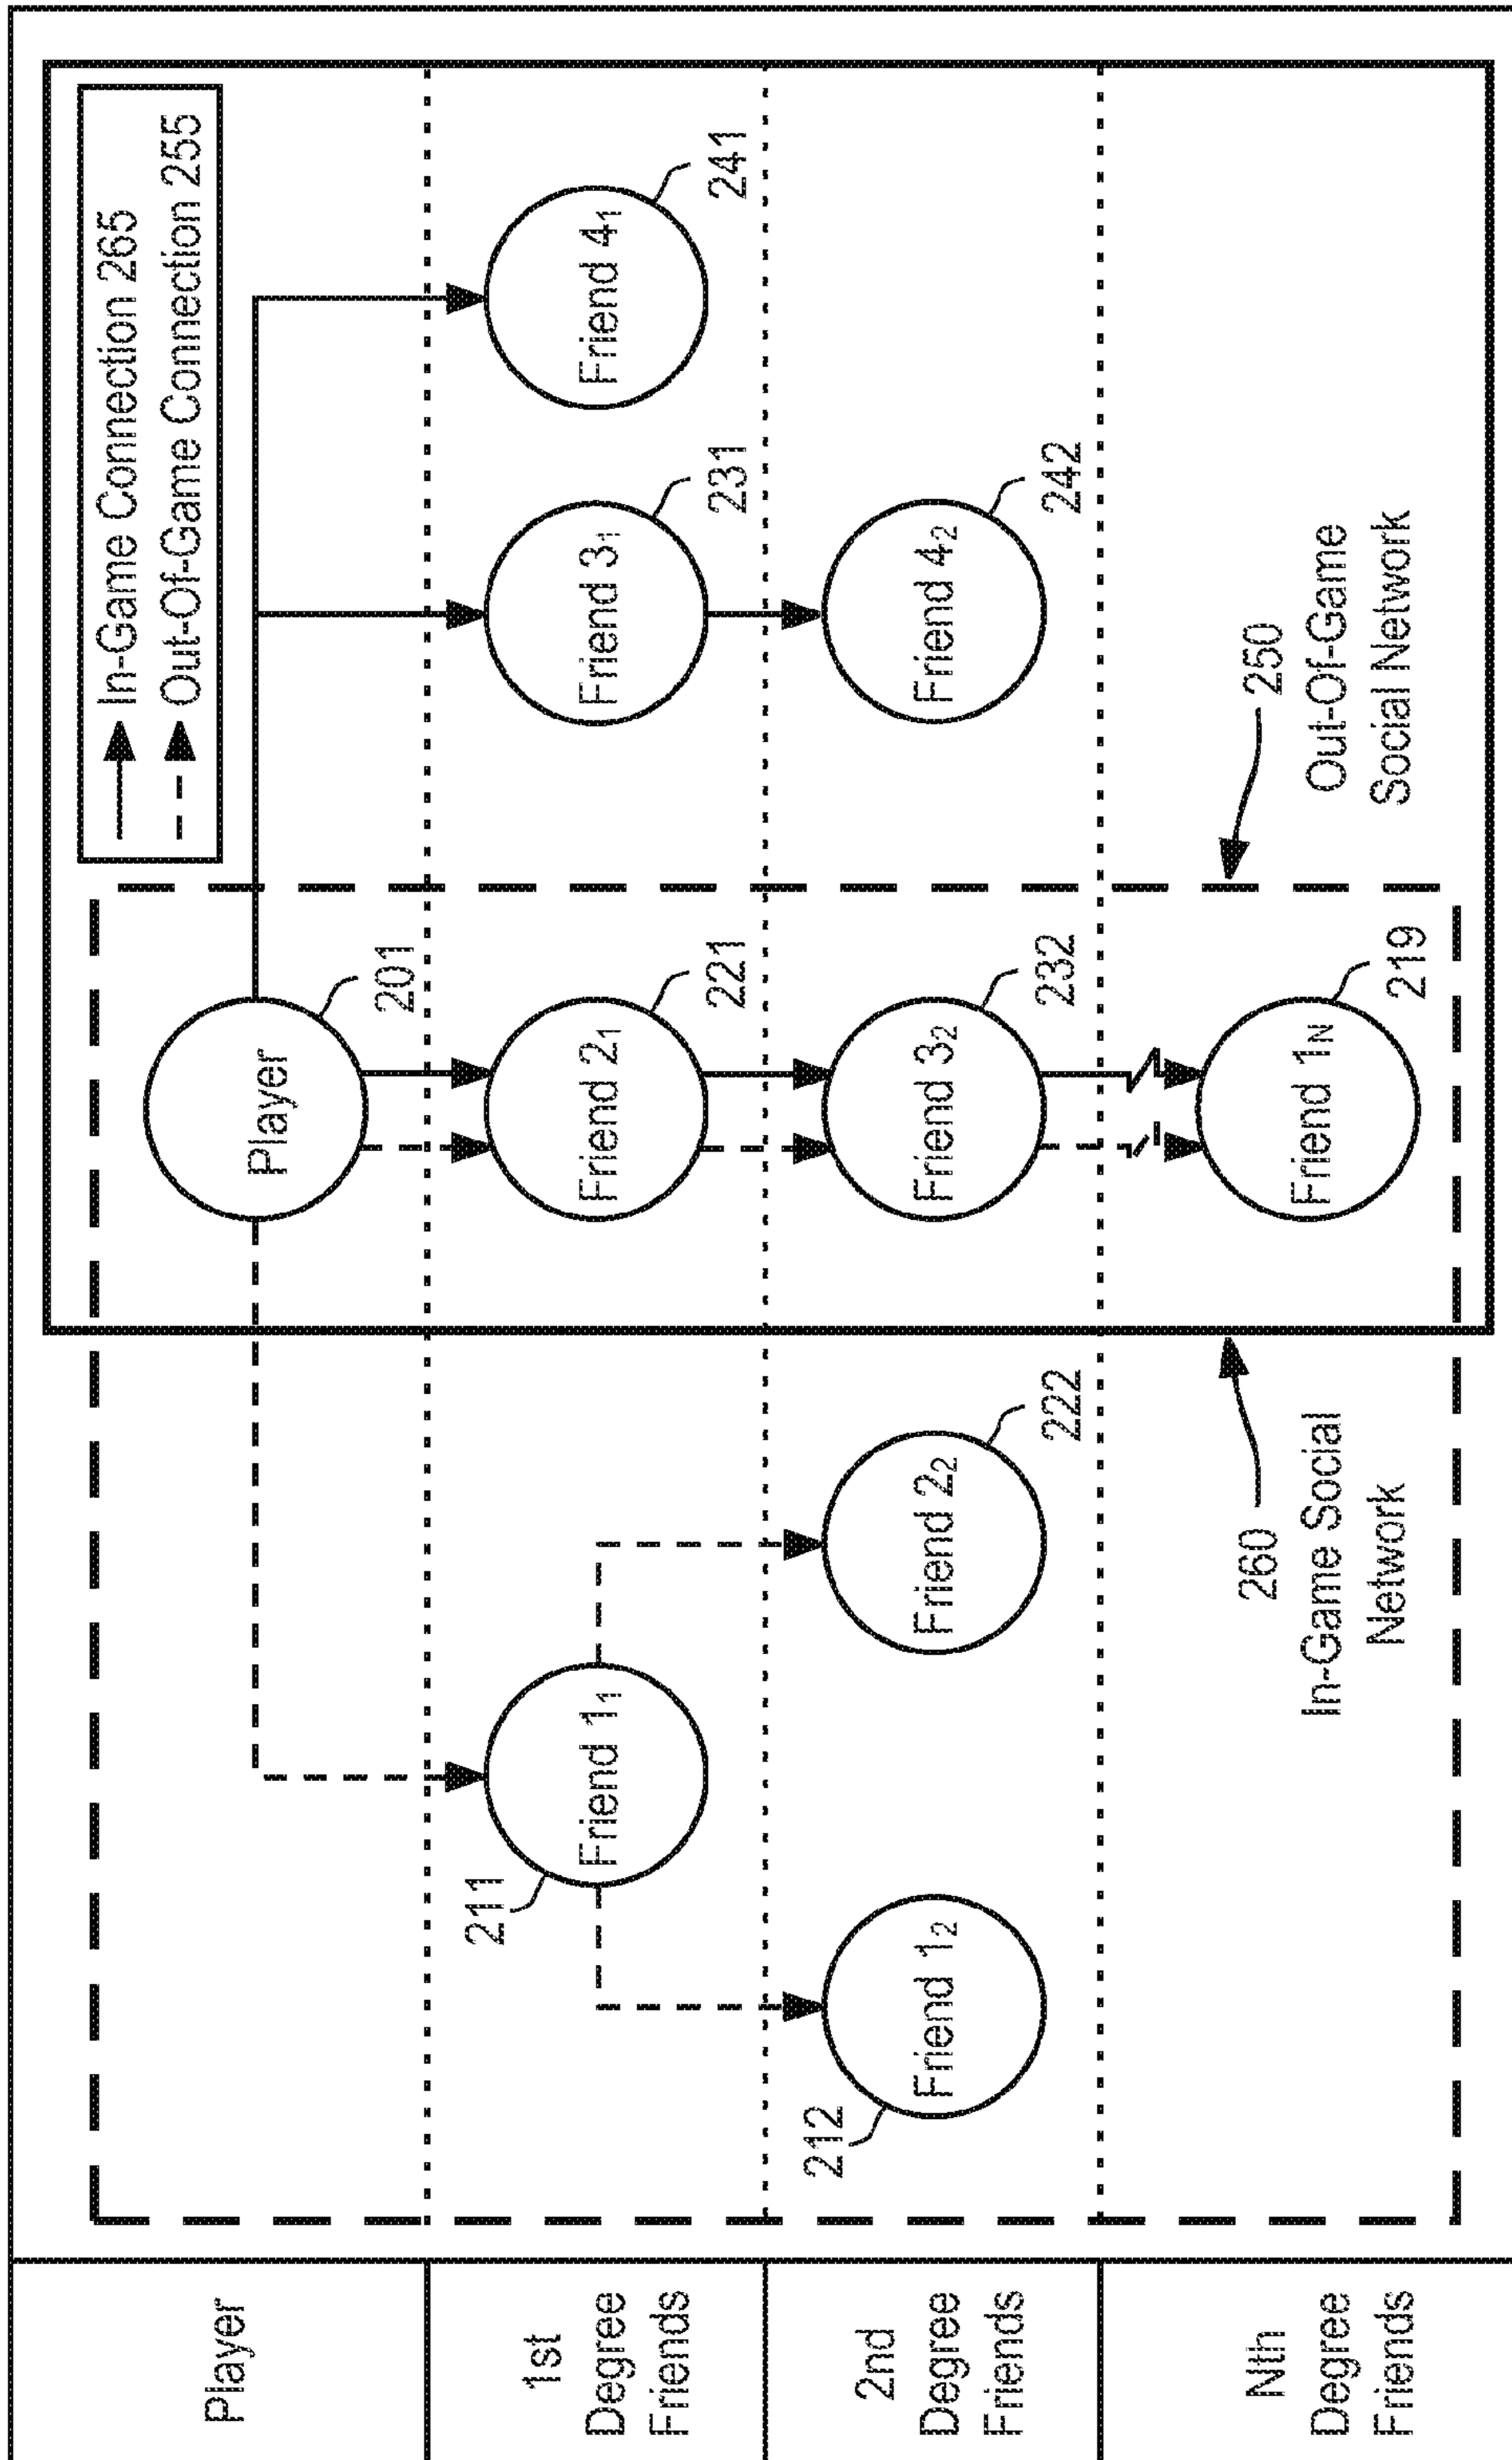 Player
1st
Degree
Friends
2nd
Degree
Friends
Nth
Degree
Friends
In-Game Connection 265
Out-Of-Game Connection 255
Player
201
211
Friend 1₁
Friend 2₁
221
Friend 3₁
231
Friend 4₁
241
212
Friend 1₂
Friend 2₂
222
Friend 3₂
232
Friend 4₂
242
260
In-Game Social
Network
Friend 1N
219
250
Out-Of-Game
Social Network